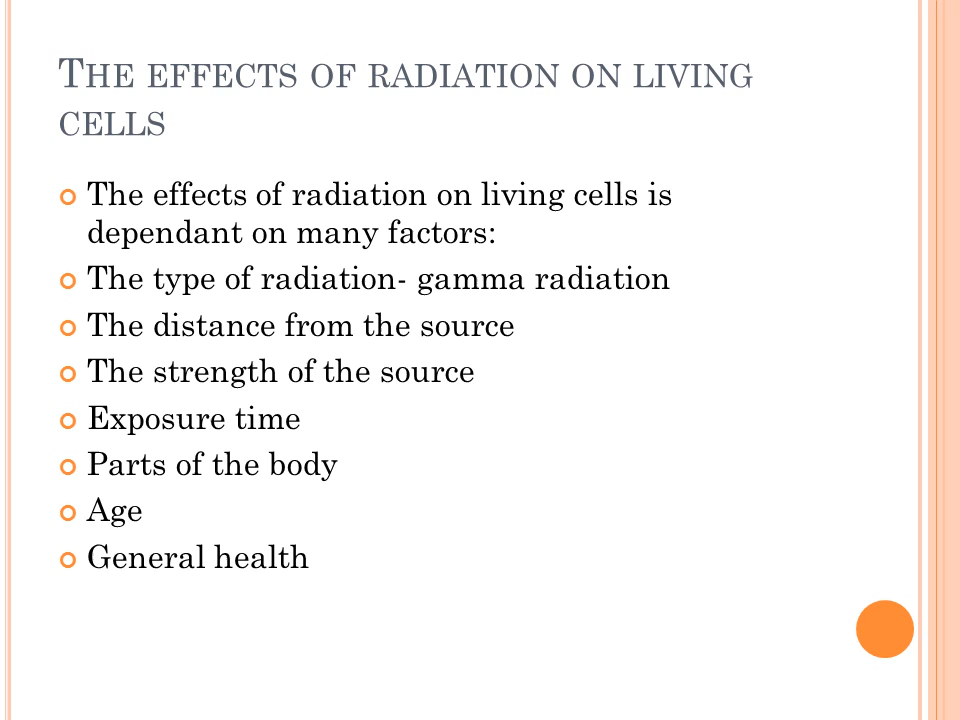 The effects of radiation on living
cells
The effects of radiation on living cells is
dependant on many factors:
The type of radiation- gamma radiation
The distance from the source
The strength of the source
Exposure time
Parts of the body
Age
General health